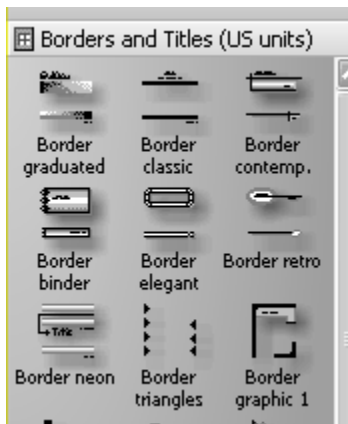 Borders and Titles (US units)
Border
graduated
Border
classic
Border
contemp.
Border
binder
Border
elegant
Border retro
Border neon
Border
triangles
Border
graphic 1